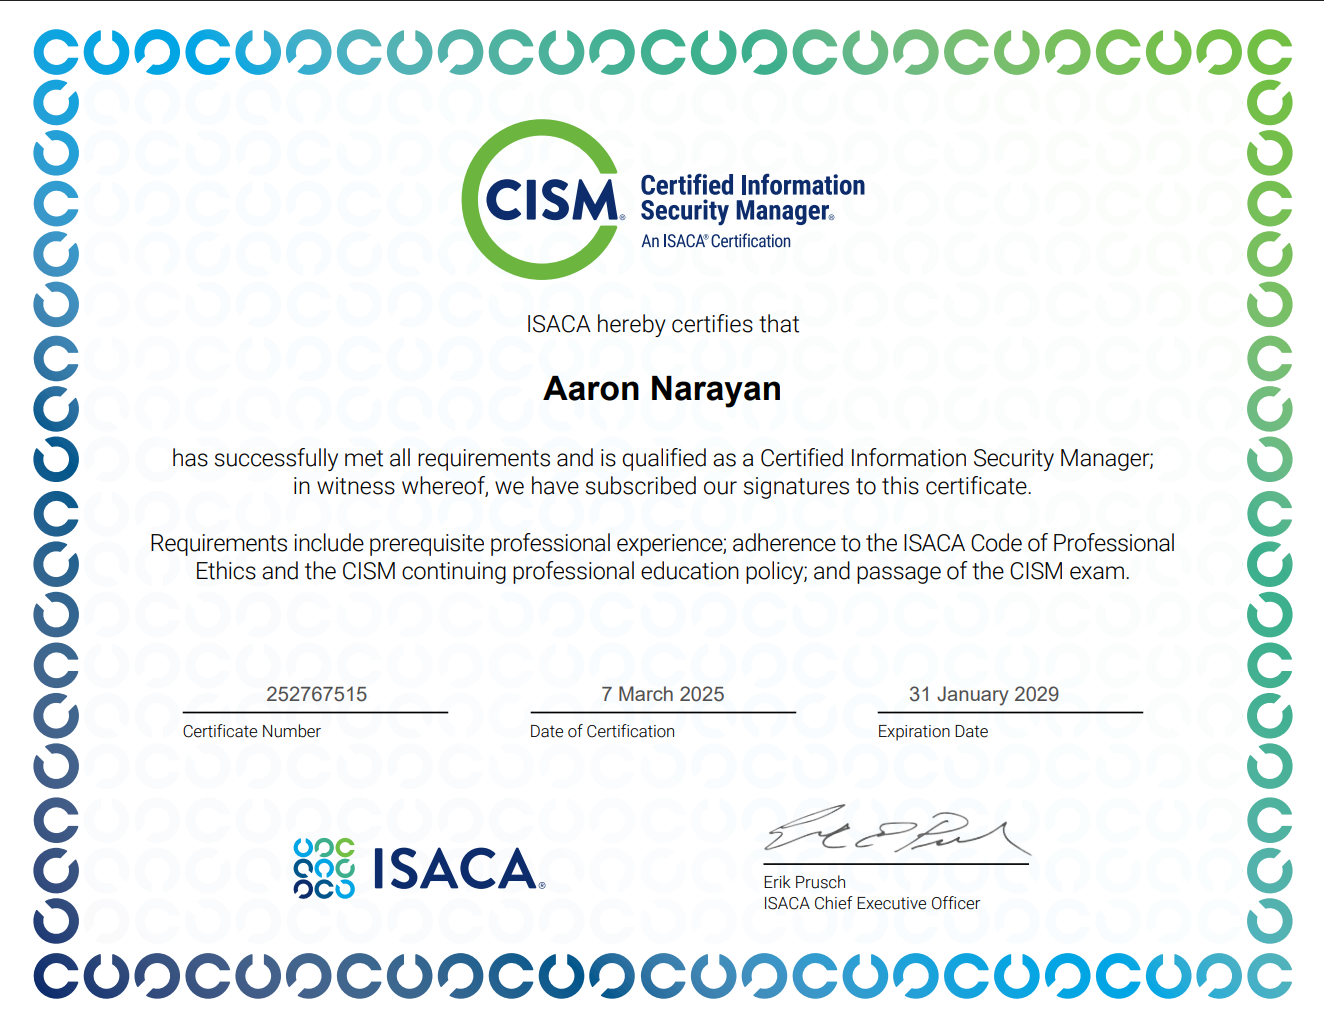 CISM®
Certified Information
Security Manager®
An ISACA® Certification
ISACA hereby certifies that
Aaron Narayan
has successfully met all requirements and is qualified as a Certified Information Security Manager;
in witness whereof, we have subscribed our signatures to this certificate.
Requirements include prerequisite professional experience; adherence to the ISACA Code of Professional
Ethics and the CISM continuing professional education policy; and passage of the CISM exam.
252767515
Certificate Number
7 March 2025
Date of Certification
31 January 2029
Expiration Date
ISACA®
Erik Prusch
ISACA Chief Executive Officer